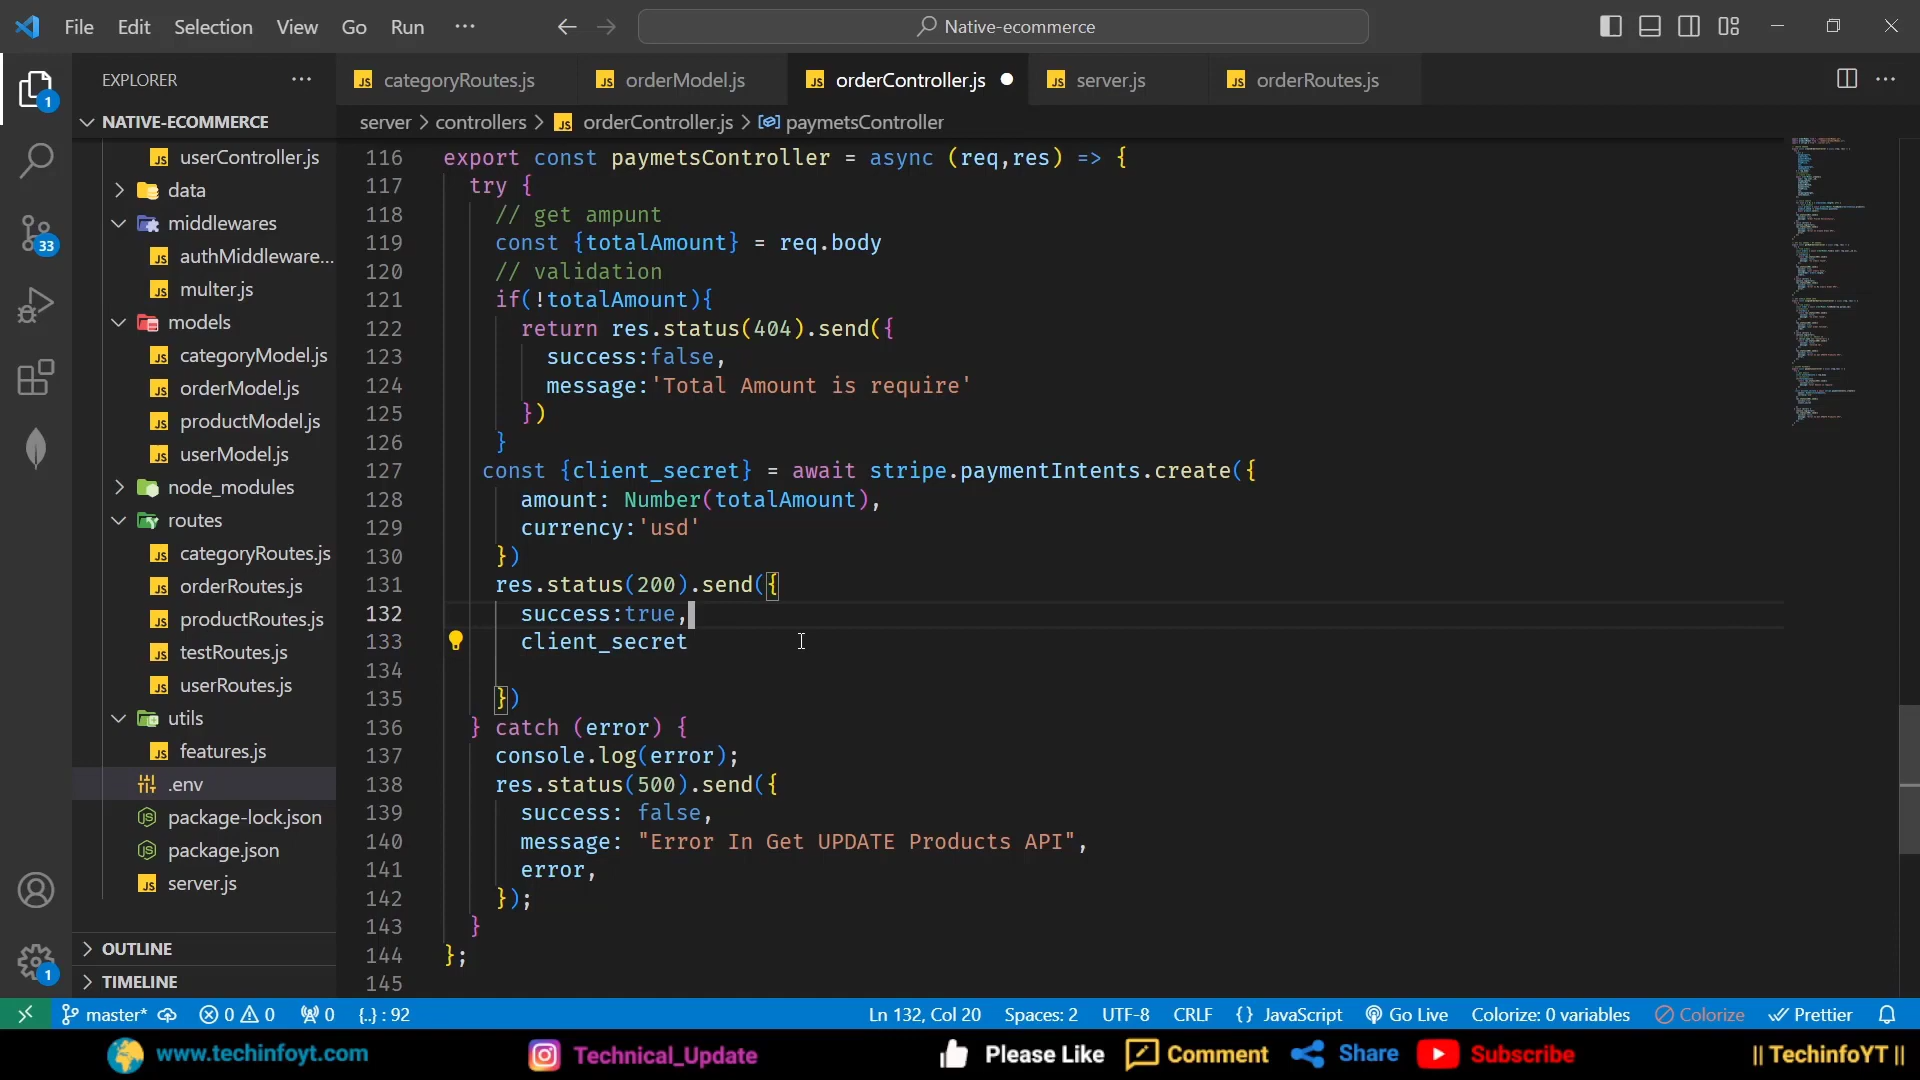 File Edit Selection View Go Run ··· Native-ecommerce
EXPLORER ···
categoryRoutes.js orderModel.js orderController.js server.js orderRoutes.js ···
NATIVE-ECOMMERCE
server > controllers > orderController.js > paymetsController
userController.js
data
middlewares
authMiddleware...
multer.js
models
categoryModel.js
orderModel.js
productModel.js
userModel.js
node_modules
routes
categoryRoutes.js
orderRoutes.js
productRoutes.js
testRoutes.js
userRoutes.js
utils
features.js
.env
package-lock.json
package.json
server.js
OUTLINE
TIMELINE
1
33
1
116 export const paymetsController = async (req,res) => {
117 try {
118 // get ampunt
119 const {totalAmount} = req.body
120 // validation
121 if(!totalAmount){
122 return res.status(404).send({
123 success:false,
124 message:'Total Amount is require'
125 })
126 }
127 const {client_secret} = await stripe.paymentIntents.create({
128 amount: Number(totalAmount),
129 currency:'usd'
130 })
131 res.status(200).send({
132 success:true,
133 client_secret
134
135 })
136 } catch (error) {
137 console.log(error);
138 res.status(500).send({
139 success: false,
140 message: "Error In Get UPDATE Products API",
141 error,
142 });
143 }
144 };
145
master* 0 0 0 {..} : 92 Ln 132, Col 20 Spaces: 2 UTF-8 CRLF {} JavaScript Go Live Colorize: 0 variables Colorize Prettier
www.techinfoyt.com Technical_Update Please Like Comment Share Subscribe || TechinfoYT ||